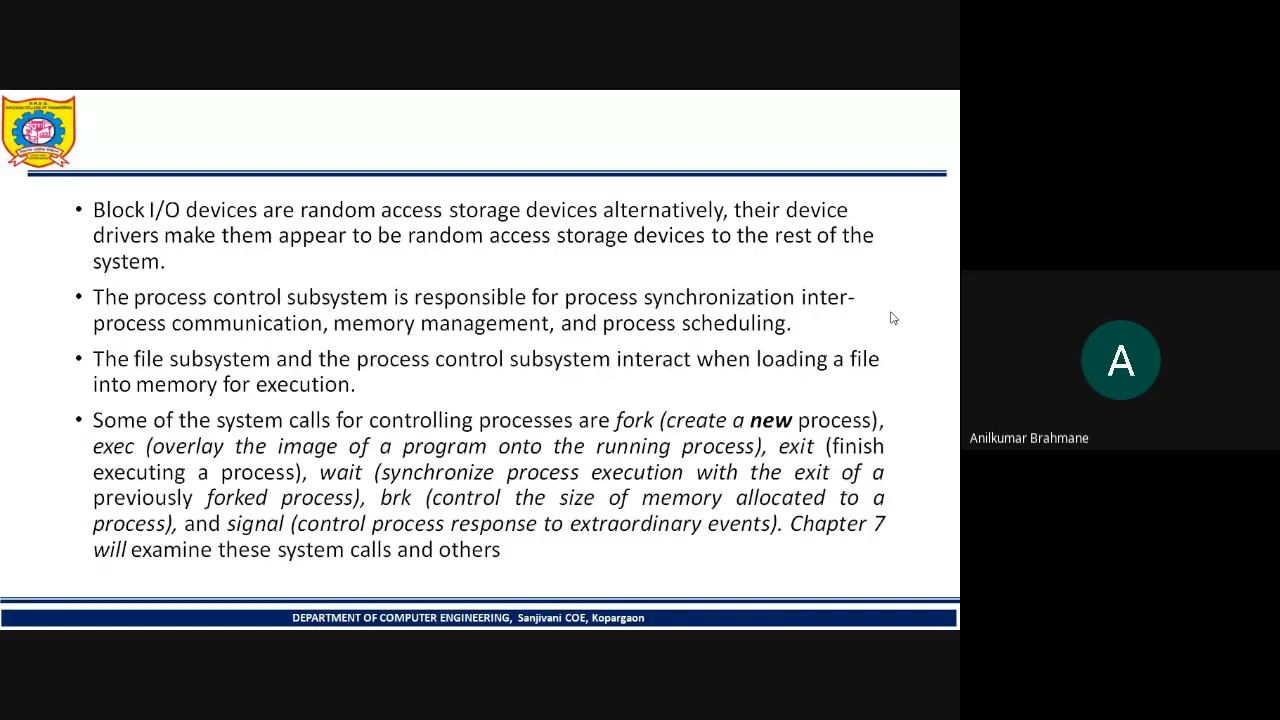 • Block I/O devices are random access storage devices alternatively, their device
drivers make them appear to be random access storage devices to the rest of the
system.
• The process control subsystem is responsible for process synchronization inter-
process communication, memory management, and process scheduling.
• The file subsystem and the process control subsystem interact when loading a file
into memory for execution.
• Some of the system calls for controlling processes are fork (create a new process),
exec (overlay the image of a program onto the running process), exit (finish
executing a process), wait (synchronize process execution with the exit of a
previously forked process), brk (control the size of memory allocated to a
process), and signal (control process response to extraordinary events). Chapter 7
will examine these system calls and others
DEPARTMENT OF COMPUTER ENGINEERING, Sanjivani COE, Kopargaon
A
Anilkumar Brahmane